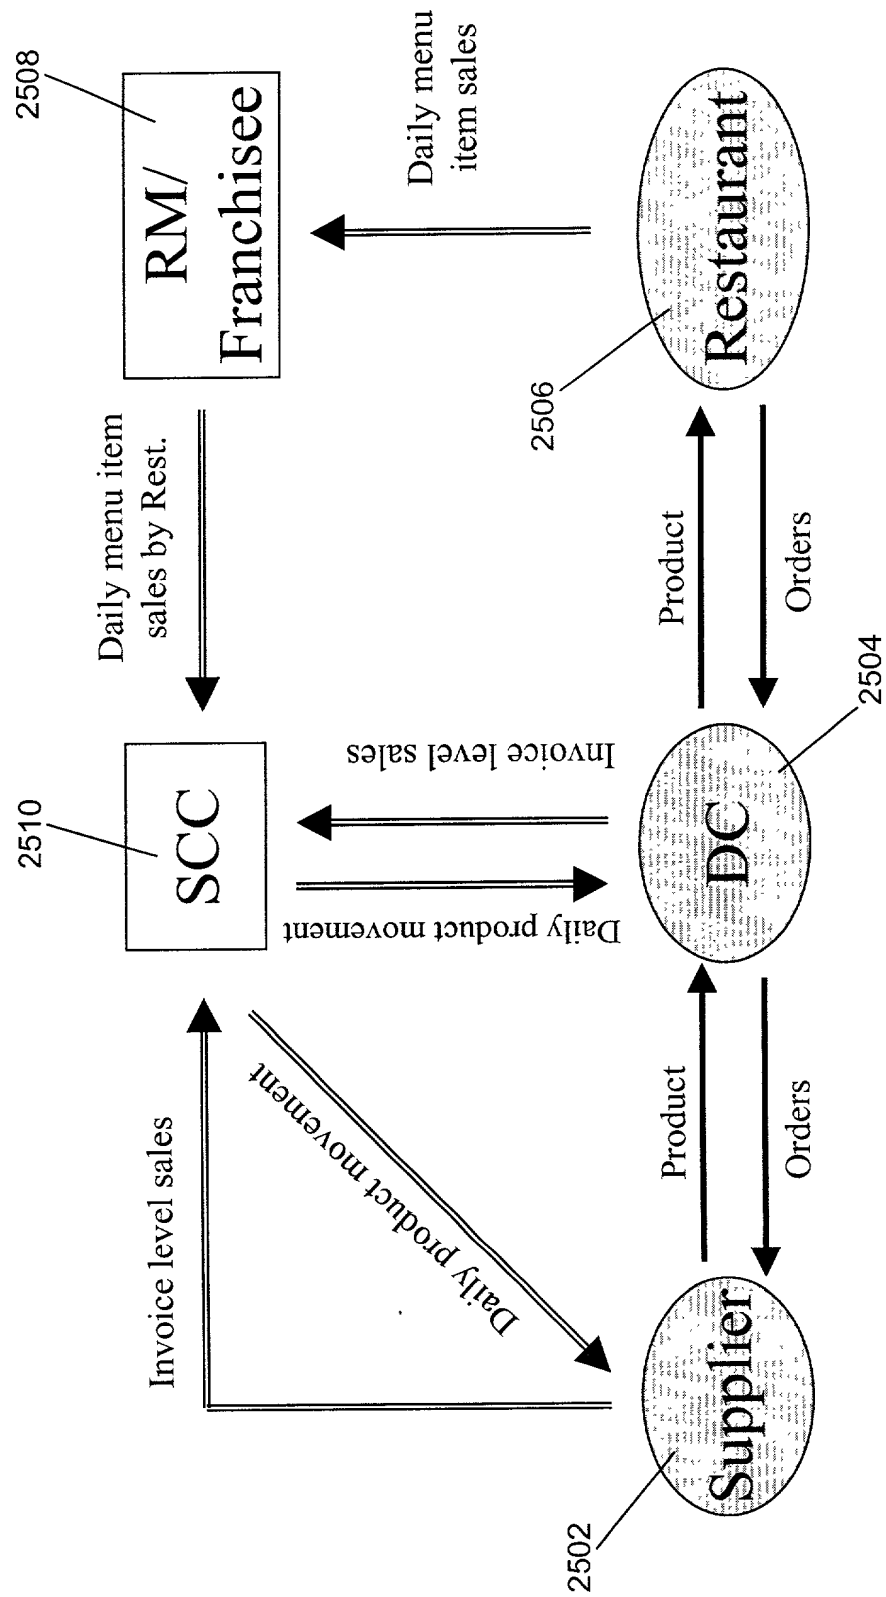 2510
2508
SCC
Daily menu item
sales by Rest.
RM/
Franchisee
Invoice level sales
Daily product movement
Daily product movement
Invoice level sales
Daily menu
item sales
2502
Supplier
Product
Orders
DC
2504
Product
Orders
2506
Restaurant